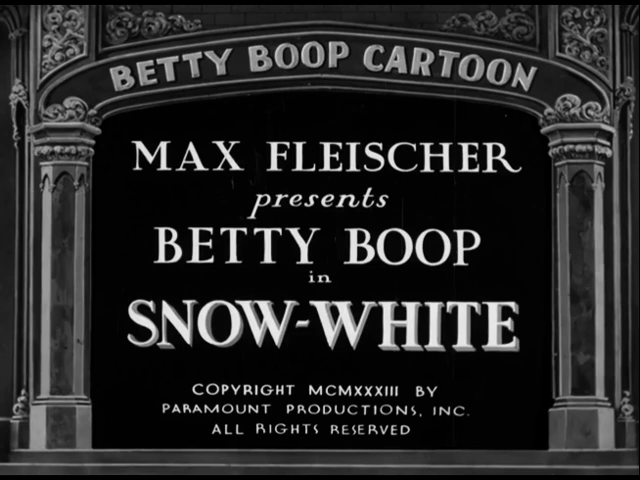 BETTY BOOP CARTOON
MAX FLEISCHER
presents
BETTY BOOP
in
SNOW-WHITE
COPYRIGHT MCMXXXIII BY
PARAMOUNT PRODUCTIONS, INC.
ALL RIGHTS RESERVED